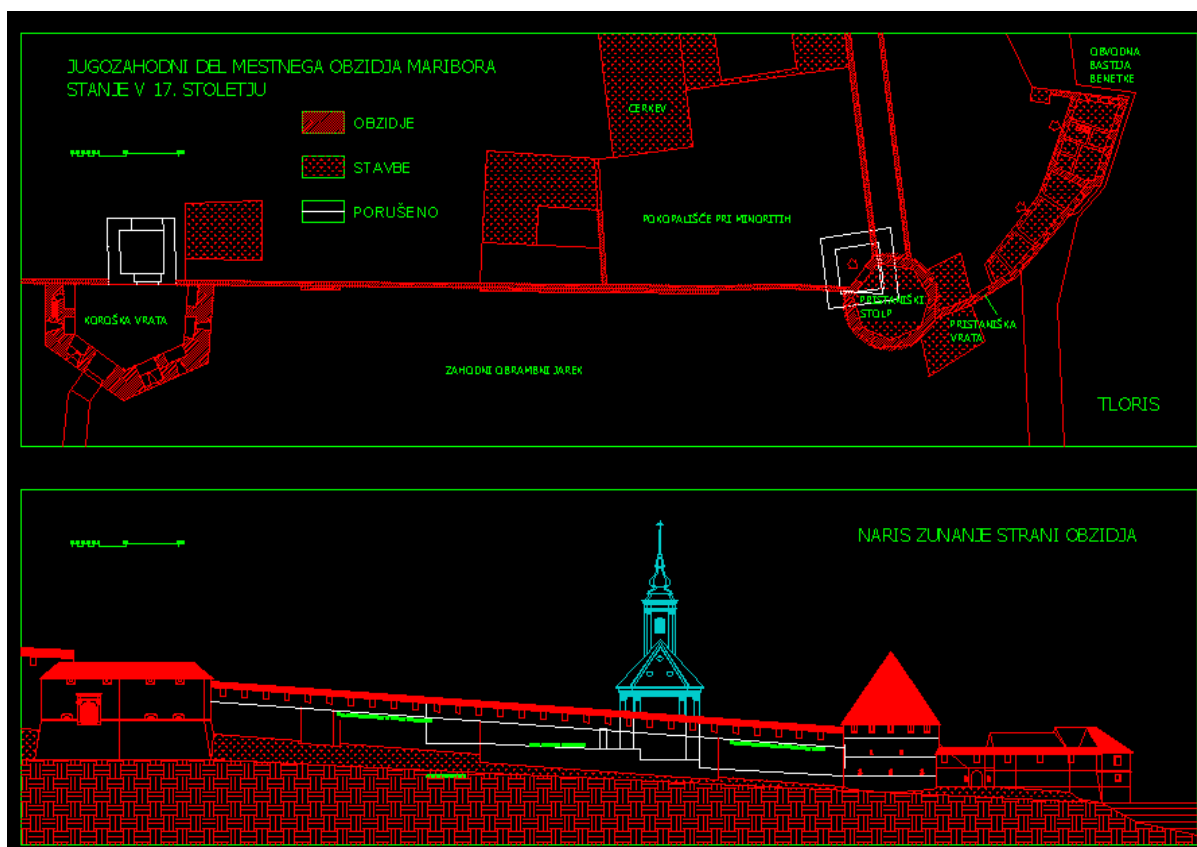 JUGOZAHODNI DEL MESTNEGA OBZIDJA MARIBORA
STANJE V 17. STOLETJU
OBZIDJE
STAVBE
PORUŠENO
CERKEV
OBVODNA
BASTIJA
BENETKE
POKOPALIŠČE PRI MINORITIH
KOROŠKA VRATA
PRISTANIŠKI
STOLP
PRISTANIŠKA
VRATA
ZAHODNI OBRAMBNI JAREK
TLORIS
NARIS ZUNANJE STRANI OBZIDJA